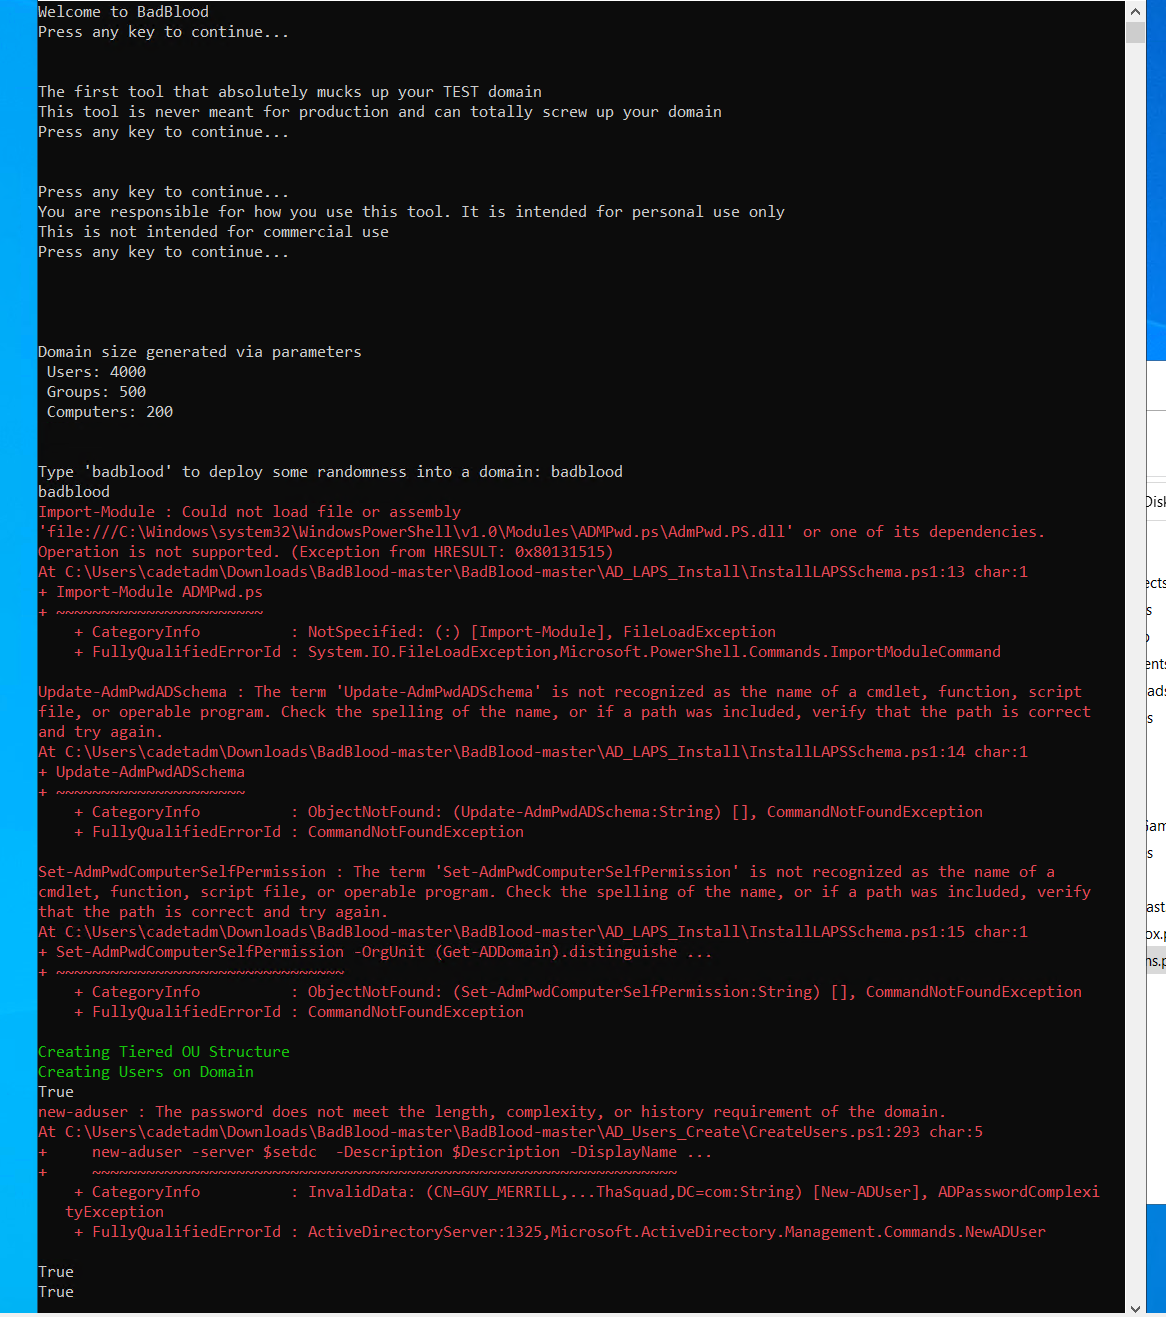 Welcome to BadBlood
Press any key to continue...
The first tool that absolutely mucks up your TEST domain
This tool is never meant for production and can totally screw up your domain
Press any key to continue...
Press any key to continue...
You are responsible for how you use this tool. It is intended for personal use only
This is not intended for commercial use
Press any key to continue...
Domain size generated via parameters
 Users: 4000
 Groups: 500
 Computers: 200
Type 'badblood' to deploy some randomness into a domain: badblood
badblood
Import-Module : Could not load file or assembly
'file:///C:\Windows\system32\WindowsPowerShell\v1.0\Modules\ADMPwd.ps\AdmPwd.PS.dll' or one of its dependencies.
Operation is not supported. (Exception from HRESULT: 0x80131515)
At C:\Users\cadetadm\Downloads\BadBlood-master\BadBlood-master\AD_LAPS_Install\InstallLAPSSchema.ps1:13 char:1
+ Import-Module ADMPwd.ps
+ ~~~~~~~~~~~~~~~~~~~~~~~
    + CategoryInfo          : NotSpecified: (:) [Import-Module], FileLoadException
    + FullyQualifiedErrorId : System.IO.FileLoadException,Microsoft.PowerShell.Commands.ImportModuleCommand
Update-AdmPwdADSchema : The term 'Update-AdmPwdADSchema' is not recognized as the name of a cmdlet, function, script
file, or operable program. Check the spelling of the name, or if a path was included, verify that the path is correct
and try again.
At C:\Users\cadetadm\Downloads\BadBlood-master\BadBlood-master\AD_LAPS_Install\InstallLAPSSchema.ps1:14 char:1
+ Update-AdmPwdADSchema
+ ~~~~~~~~~~~~~~~~~~~~~
    + CategoryInfo          : ObjectNotFound: (Update-AdmPwdADSchema:String) [], CommandNotFoundException
    + FullyQualifiedErrorId : CommandNotFoundException
Set-AdmPwdComputerSelfPermission : The term 'Set-AdmPwdComputerSelfPermission' is not recognized as the name of a
cmdlet, function, script file, or operable program. Check the spelling of the name, or if a path was included, verify
that the path is correct and try again.
At C:\Users\cadetadm\Downloads\BadBlood-master\BadBlood-master\AD_LAPS_Install\InstallLAPSSchema.ps1:15 char:1
+ Set-AdmPwdComputerSelfPermission -OrgUnit (Get-ADDomain).distinguishe ...
+ ~~~~~~~~~~~~~~~~~~~~~~~~~~~~~~~~
    + CategoryInfo          : ObjectNotFound: (Set-AdmPwdComputerSelfPermission:String) [], CommandNotFoundException
    + FullyQualifiedErrorId : CommandNotFoundException
Creating Tiered OU Structure
Creating Users on Domain
True
new-aduser : The password does not meet the length, complexity, or history requirement of the domain.
At C:\Users\cadetadm\Downloads\BadBlood-master\BadBlood-master\AD_Users_Create\CreateUsers.ps1:293 char:5
+     new-aduser -server $setdc  -Description $Description -DisplayName ...
+     ~~~~~~~~~~~~~~~~~~~~~~~~~~~~~~~~~~~~~~~~~~~~~~~~~~~~~~~~~~~~~~~~~
    + CategoryInfo          : InvalidData: (CN=GUY_MERRILL,...ThaSquad,DC=com:String) [New-ADUser], ADPasswordComplexi
   tyException
    + FullyQualifiedErrorId : ActiveDirectoryServer:1325,Microsoft.ActiveDirectory.Management.Commands.NewADUser
True
True